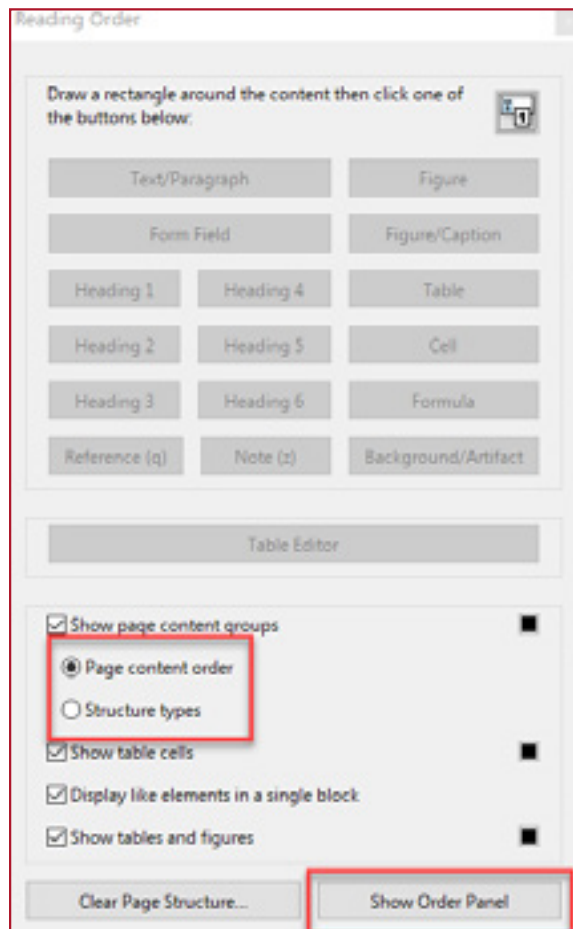 Reading Order
Draw a rectangle around the content then click one of
the buttons below:
1
Text/Paragraph Figure
Form Field Figure/Caption
Heading 1 Heading 4 Table
Heading 2 Heading 5 Cell
Heading 3 Heading 6 Formula
Reference (q) Note (z) Background/Artifact
Table Editor
Show page content groups
Page content order
Structure types
Show table cells
Display like elements in a single block
Show tables and figures
Clear Page Structure... Show Order Panel